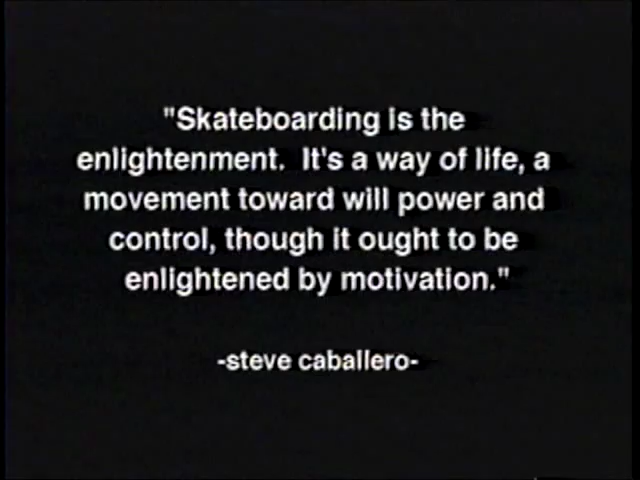 "Skateboarding is the
enlightenment.  It's a way of life, a
movement toward will power and
control, though it ought to be
enlightened by motivation."
-steve caballero-